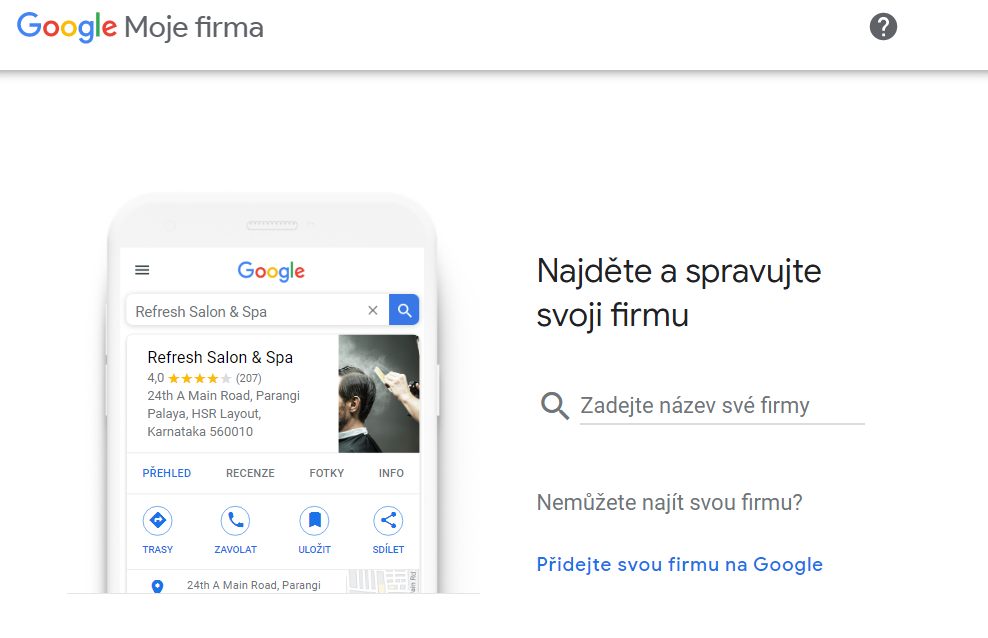 Google Moje firma
Google
Refresh Salon & Spa
Refresh Salon & Spa
4,0 (207)
24th A Main Road, Parangi
Palaya, HSR Layout,
Karnataka 560010
PŘEHLED RECENZE FOTKY INFO
TRASY ZAVOLAT ULOŽIT SDÍLET
24th A Main Road, Parangi
ain Rd
Najděte a spravujte
svoji firmu
Zadejte název své firmy
Nemůžete najít svou firmu?
Přidejte svou firmu na Google